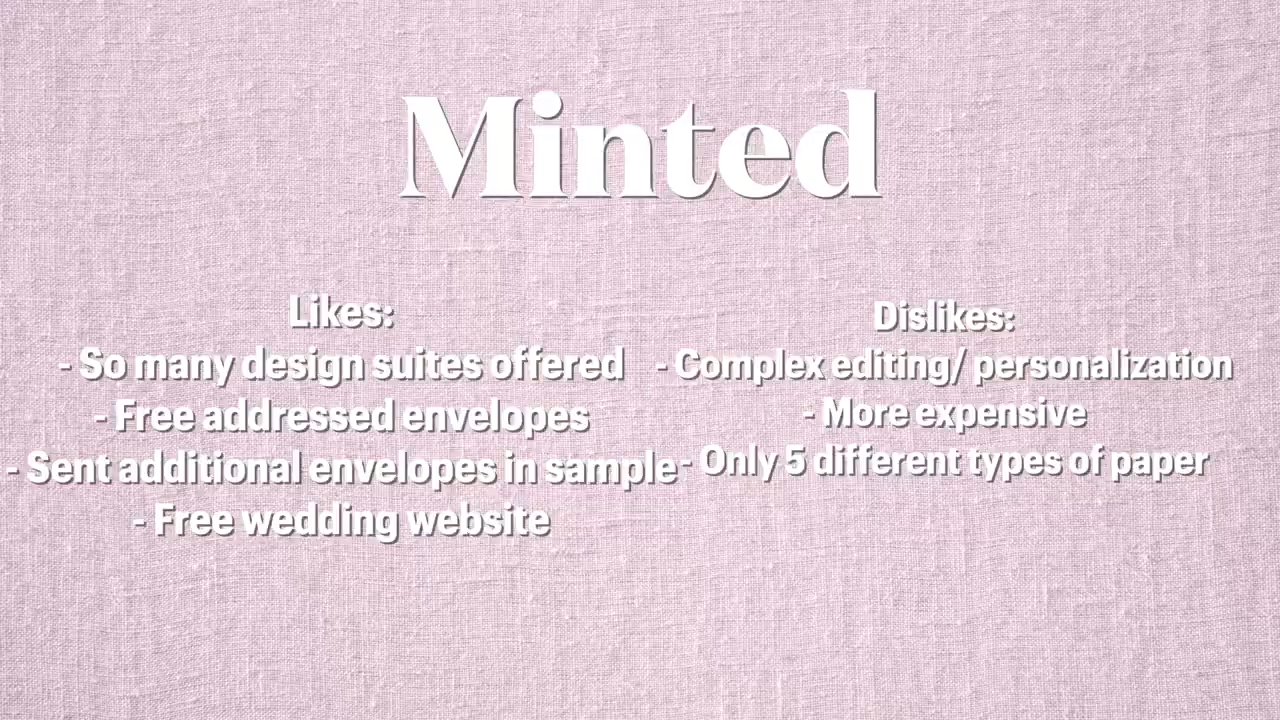 Minted
Likes:
- So many design suites offered
- Free addressed envelopes
- Sent additional envelopes in sample
- Free wedding website
Dislikes:
- Complex editing/ personalization
- More expensive
- Only 5 different types of paper